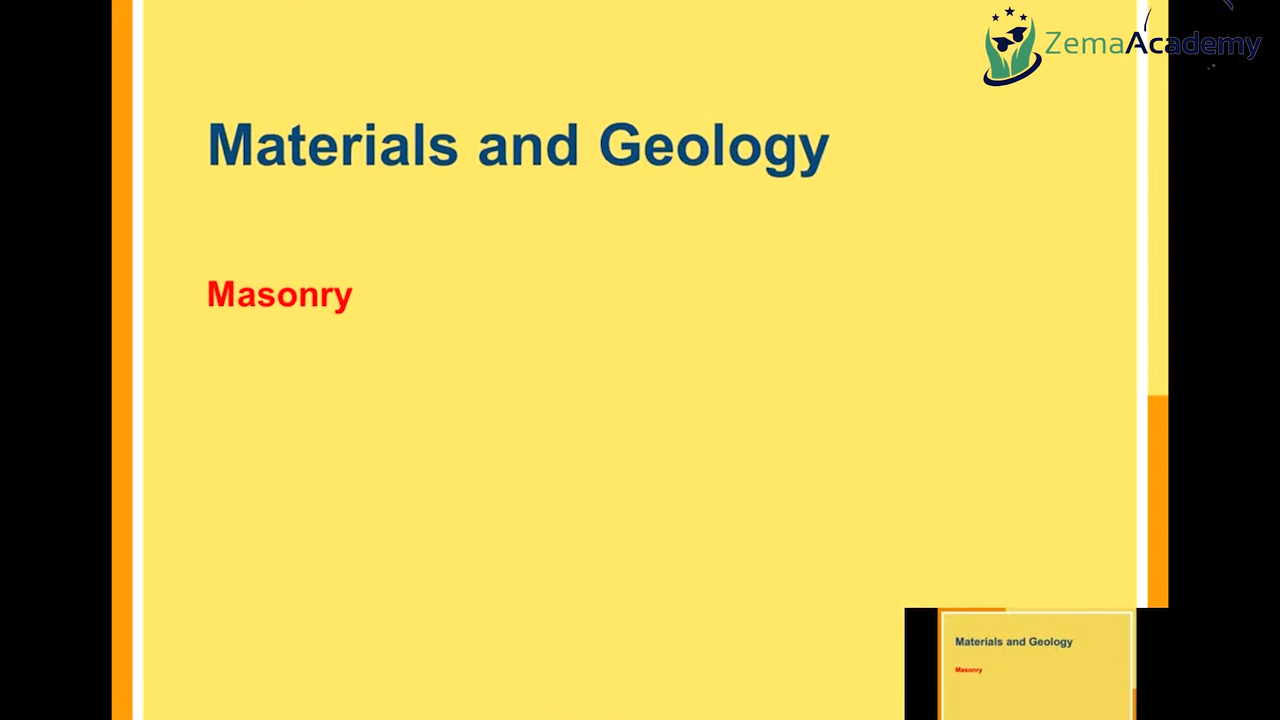 ZemaAcademy
Materials and Geology
Masonry
Materials and Geology
Masonry